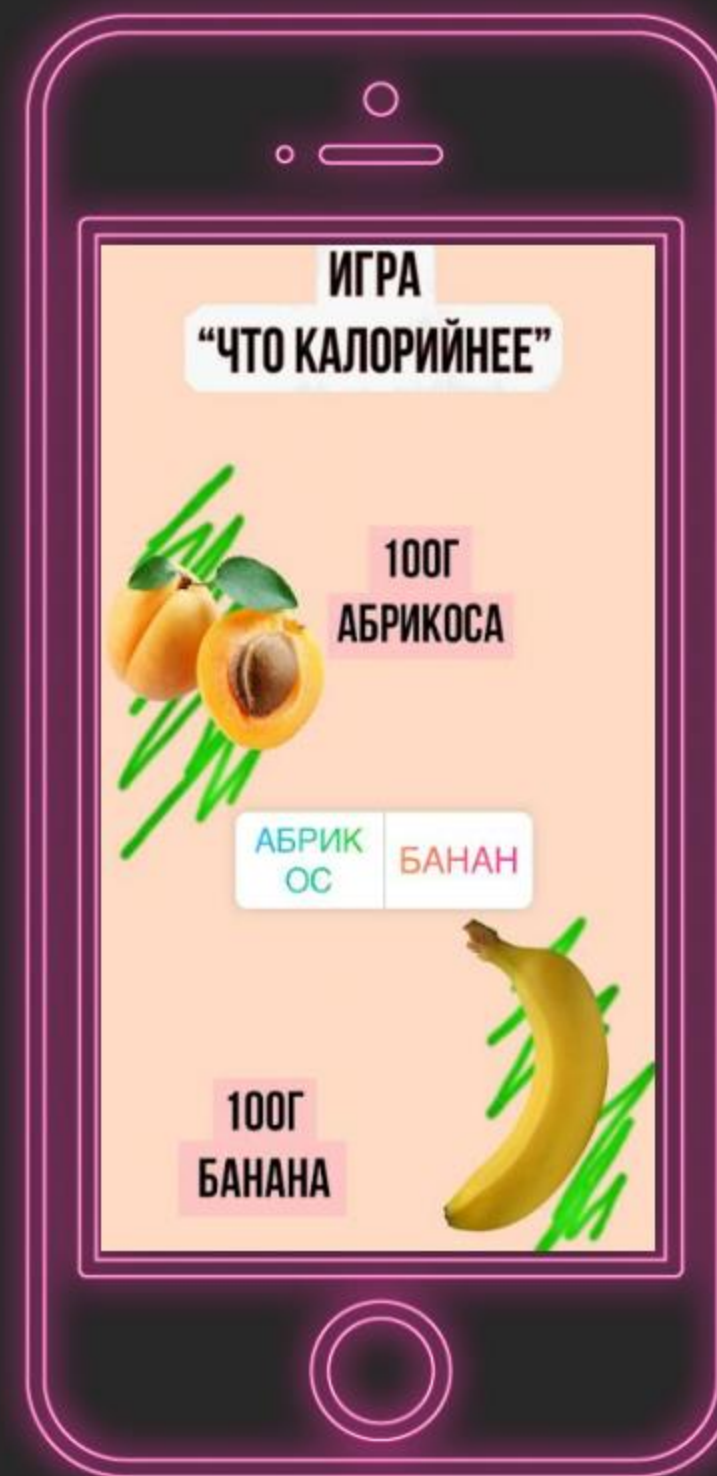 ИГРА
“ЧТО КАЛОРИЙНЕЕ”
100Г
АБРИКОСА
АБРИК
ОС
БАНАН
100Г
БАНАНА